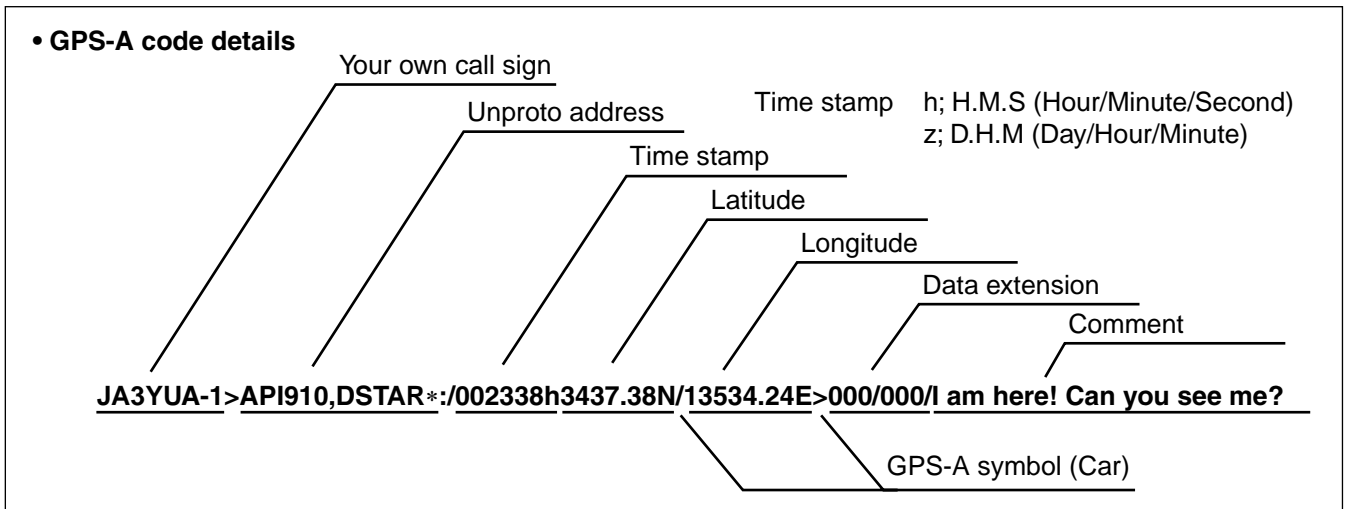 • GPS-A code details
Your own call sign
Unproto address
Time stamp h; H.M.S (Hour/Minute/Second)
z; D.H.M (Day/Hour/Minute)
Time stamp
Latitude
Longitude
Data extension
Comment
JA3YUA-1>API910,DSTAR*:/002338h3437.38N/13534.24E>000/000/I am here! Can you see me?
GPS-A symbol (Car)